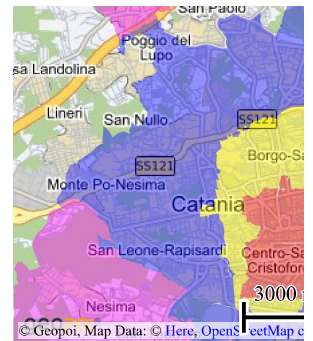 San Paolo
Poggio del
Lupo
sa Landolina
Lineri
San Nullo
SS121
SS121
Borgo-Sa
Monte Po-Nesima
Catania
San Leone-Rapisardi
Centro-Sa
Cristofor
Nesima
3000
© Geopoi, Map Data: © Here, OpenStreetMap c